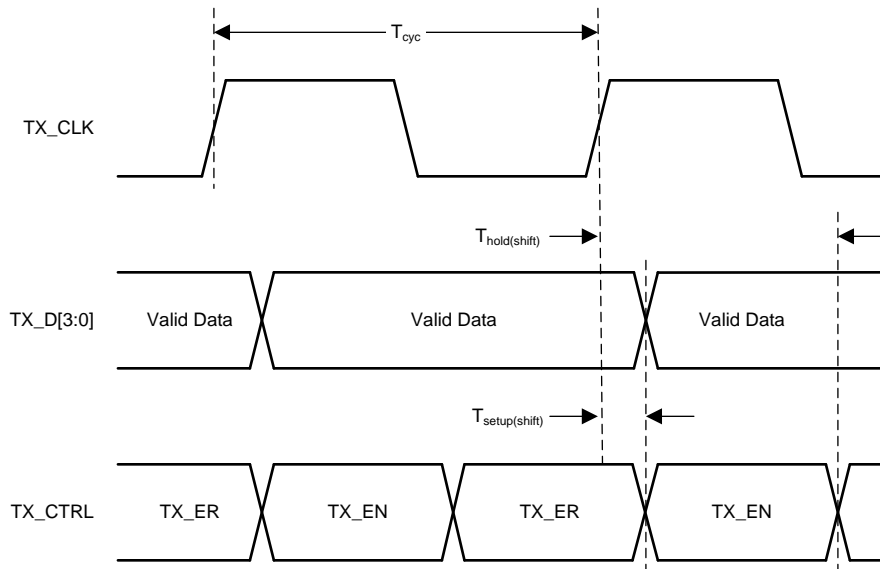 Tcyc
TX_CLK
Thold(shift)
TX_D[3:0]
Valid Data
Valid Data
Valid Data
Tsetup(shift)
TX_CTRL
TX_ER
TX_EN
TX_ER
TX_EN